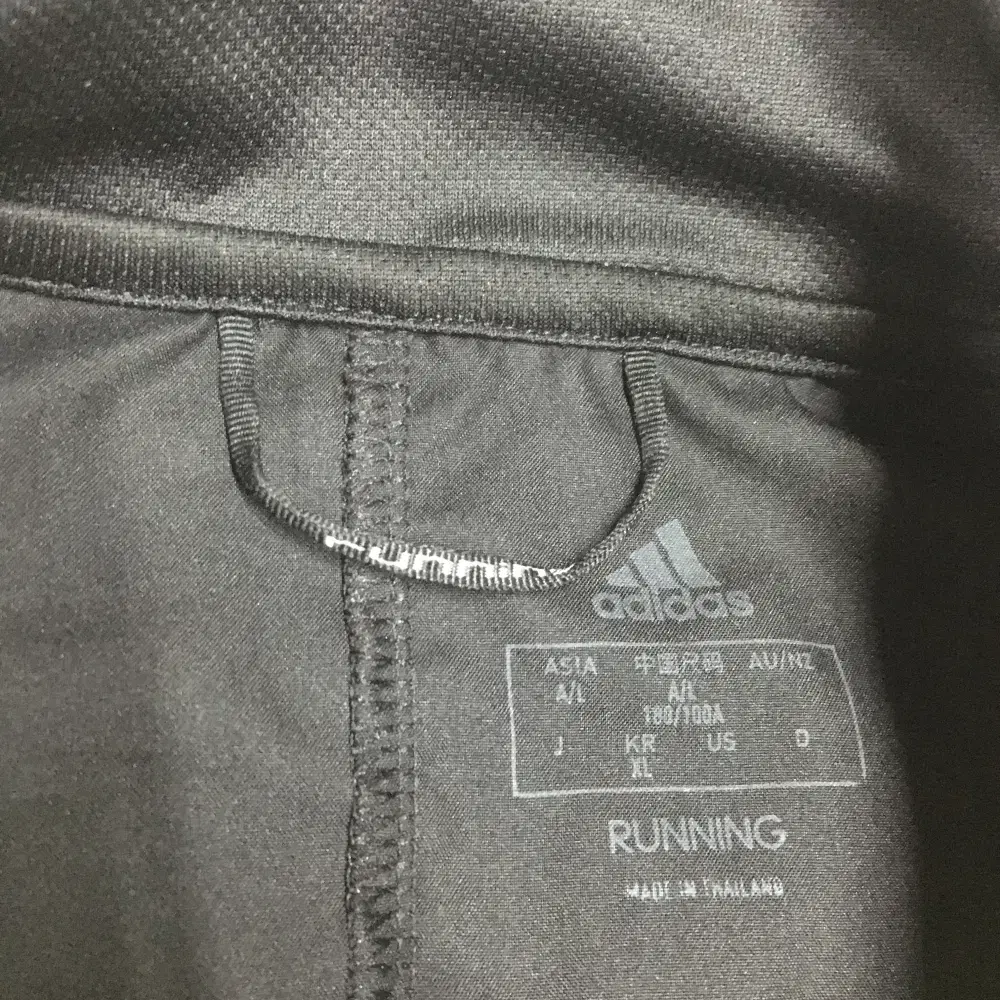 adidas
ASIA 中国尺码 AU/NZ
A/L A/L
180/100A
J KR US D
XL
RUNNING
MADE IN THAILAND